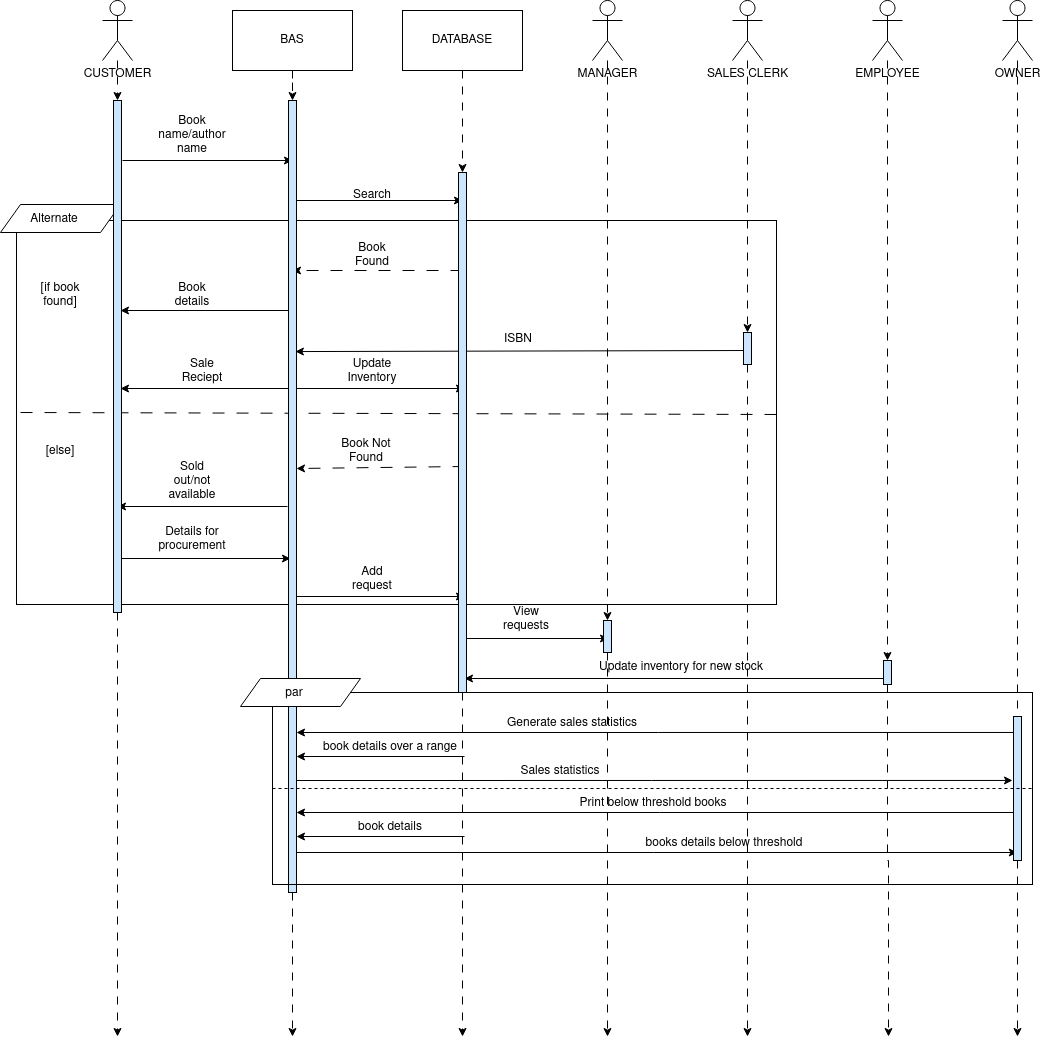 CUSTOMER
BAS
DATABASE
MANAGER
SALES CLERK
EMPLOYEE
OWNER
Book
name/author
name
Search
Alternate
Book
Found
[if book
found]
Book
details
ISBN
Sale
Reciept
Update
Inventory
[else]
Book Not
Found
Sold
out/not
available
Details for
procurement
Add
request
View
requests
Update inventory for new stock
par
Generate sales statistics
book details over a range
Sales statistics
Print below threshold books
book details
books details below threshold